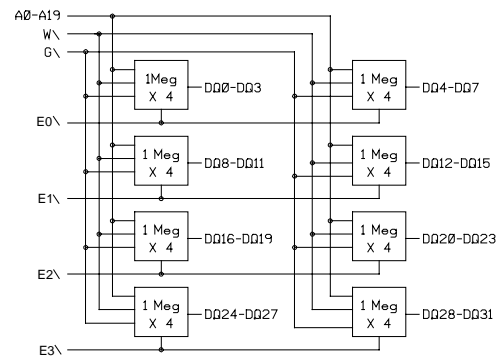 A0-A19
W\
G\
1Meg
X 4
DQ0-DQ3
1 Meg
X 4
DQ4-DQ7
E0\
1 Meg
X 4
DQ8-DQ11
1 Meg
X 4
DQ12-DQ15
E1\
1 Meg
X 4
DQ16-DQ19
1 Meg
X 4
DQ20-DQ23
E2\
1 Meg
X 4
DQ24-DQ27
1 Meg
X 4
DQ28-DQ31
E3\